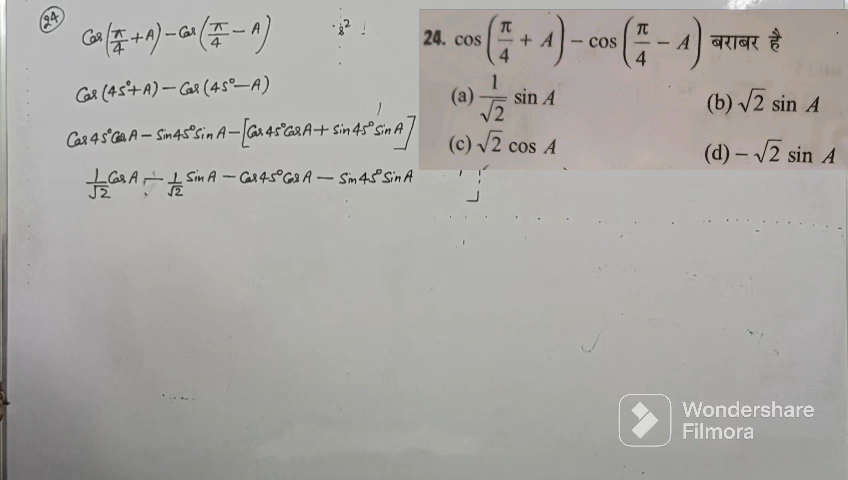 24
Cos(π/4 + A) - Cos(π/4 - A)
Cos(45° + A) - Cos(45° - A)
Cos45°CosA - Sin45°SinA - [Cos45°CosA + Sin45°SinA]
1/√2 CosA - 1/√2 SinA - Cos45°CosA - Sin45°SinA
24. cos(π/4 + A) - cos(π/4 - A) बराबर है
(a) 1/√2 sin A (b) √2 sin A
(c) √2 cos A (d) - √2 sin A
Wondershare
Filmora